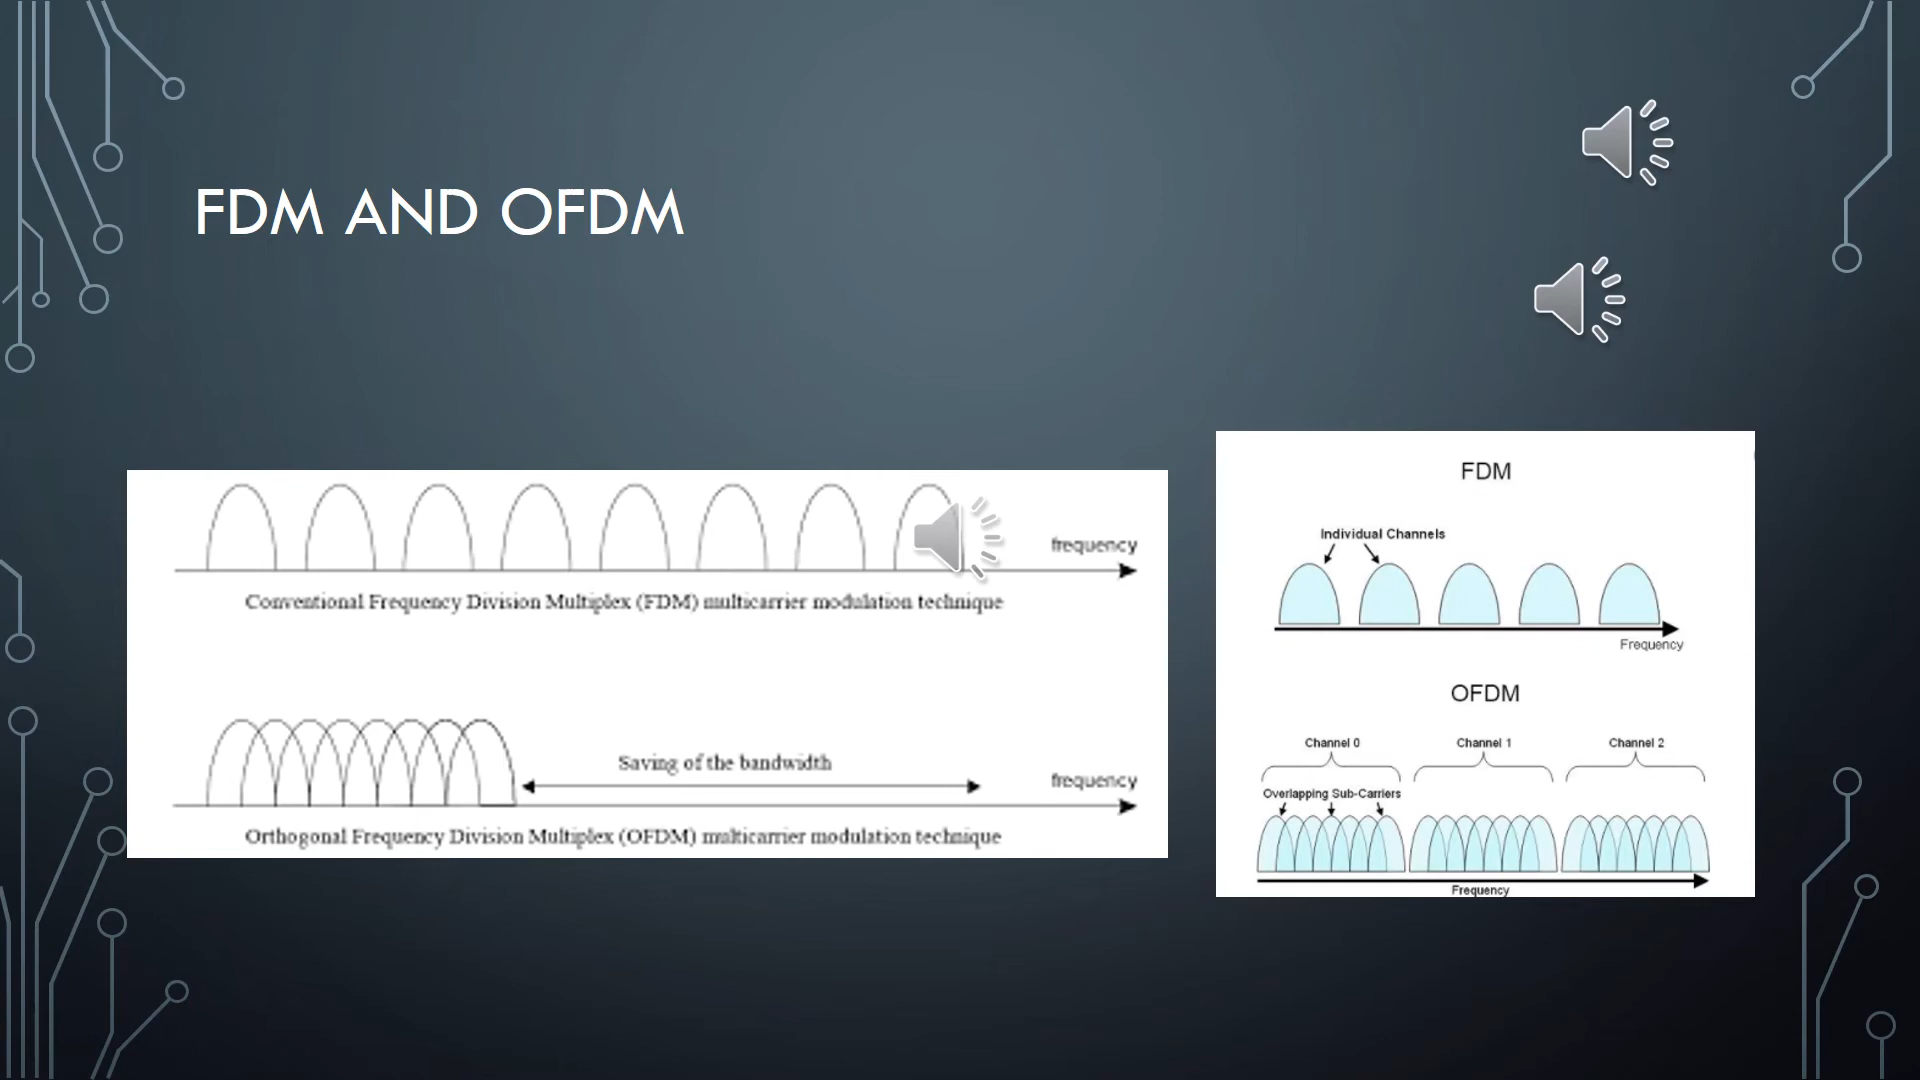 FDM AND OFDM
frequency
Conventional Frequency Division Multiplex (FDM) multicarrier modulation technique
Saving of the bandwidth
frequency
Orthogonal Frequency Division Multiplex (OFDM) multicarrier modulation technique
FDM
Individual Channels
Frequency
OFDM
Channel 0 Channel 1 Channel 2
Overlapping Sub-Carriers
Frequency